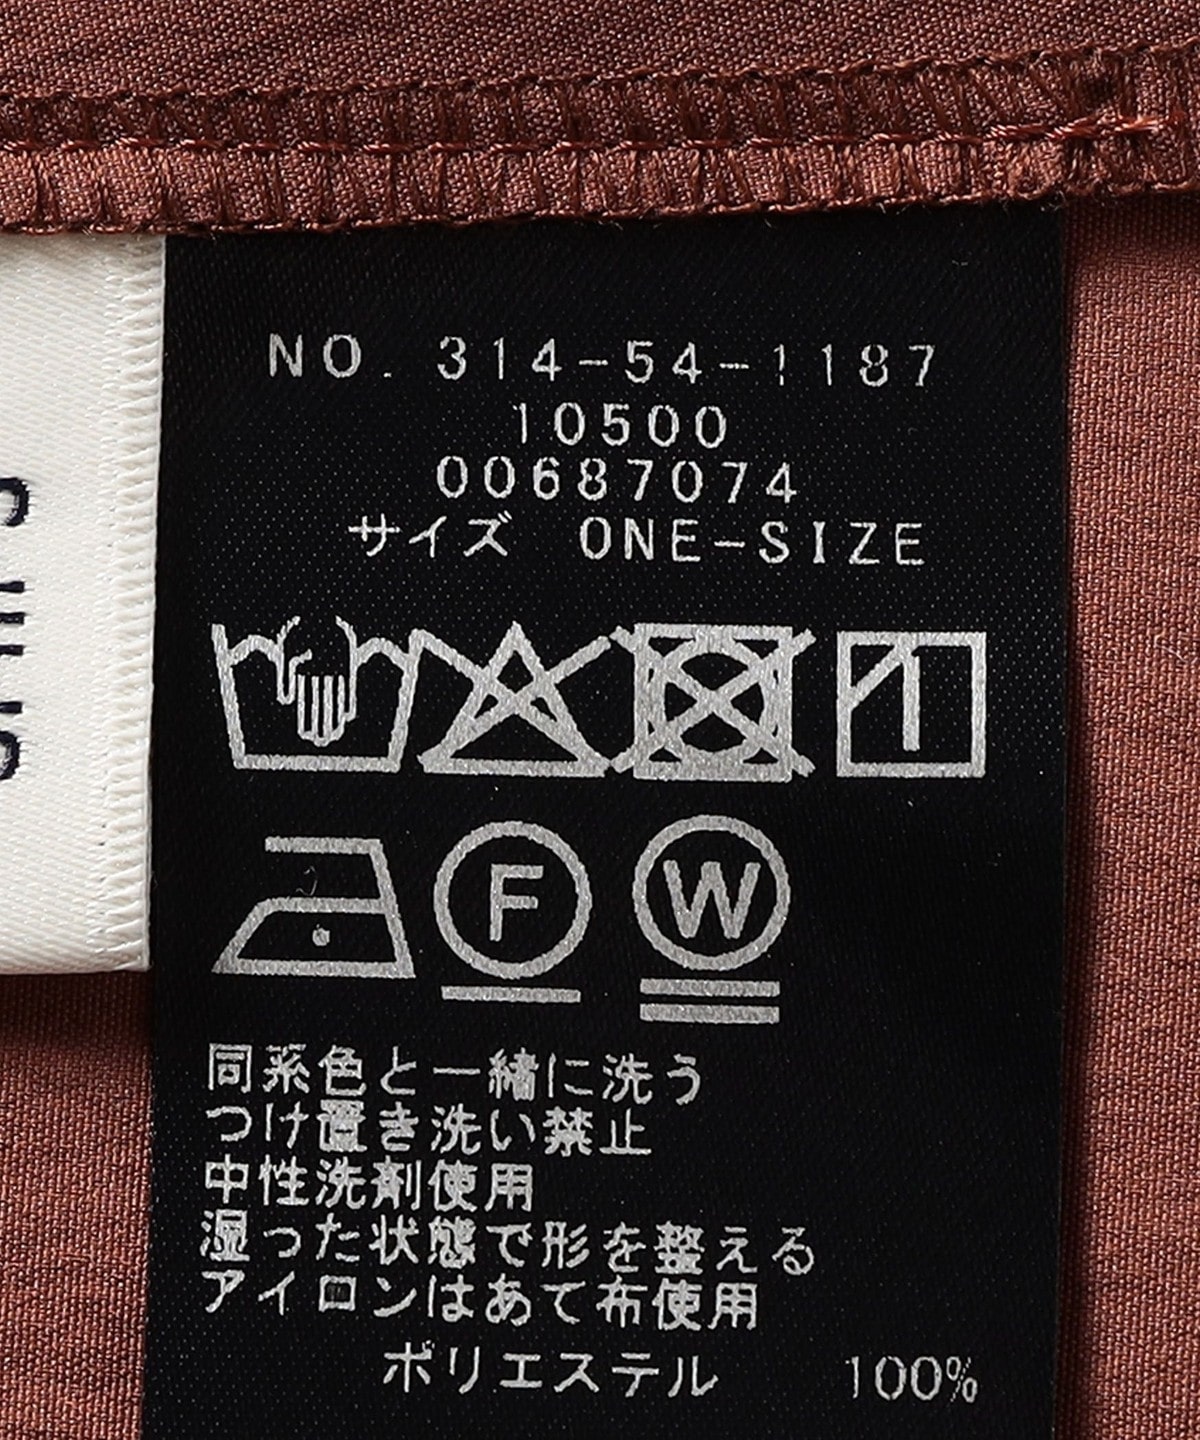 NO. 314-54-1187
10500
00687074
サイズ ONE-SIZE
F W
同系色と一緒に洗う
つけ置き洗い禁止
中性洗剤使用
湿った状態で形を整える
アイロンはあて布使用
ポリエステル 100%